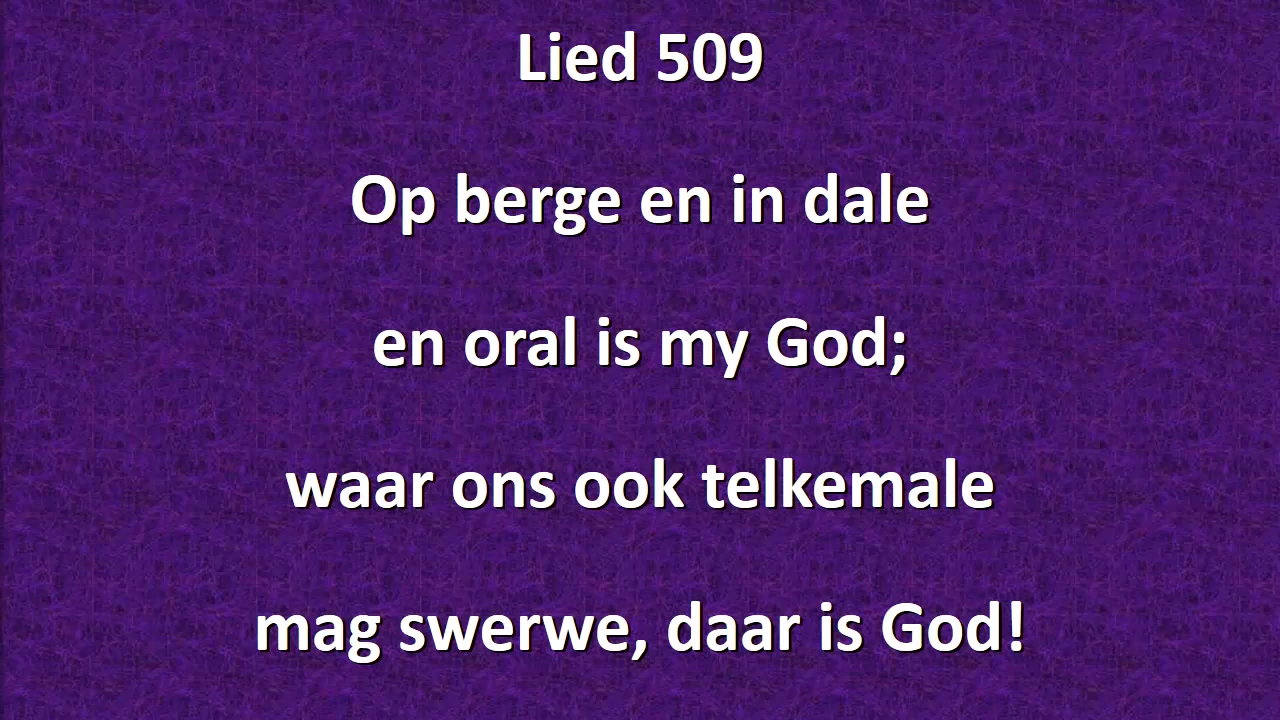 Lied 509
Op berge en in dale
en oral is my God;
waar ons ook telkemale
mag swerwe, daar is God!